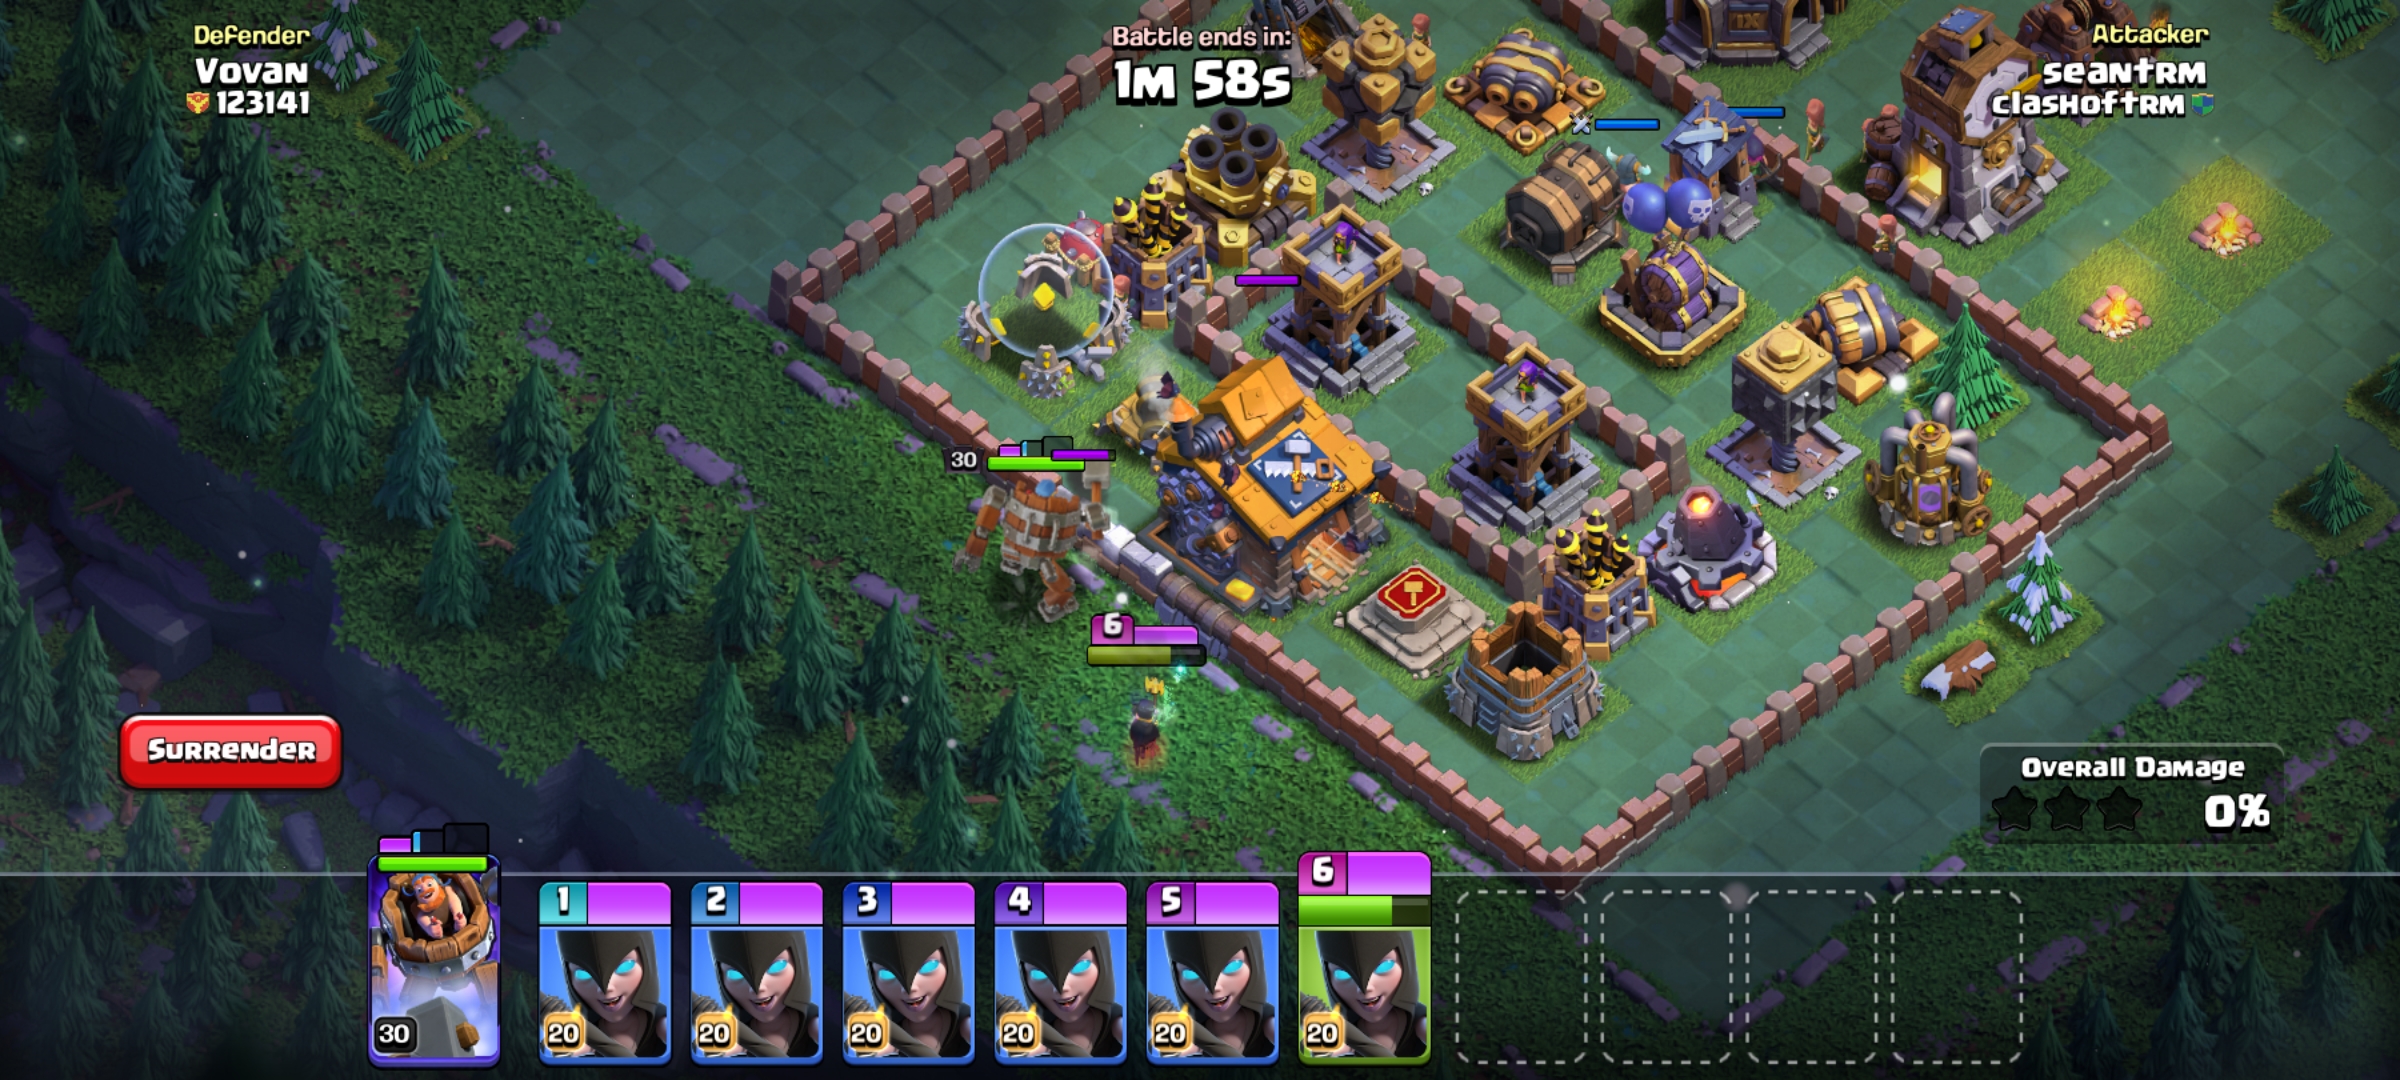 Defender
Vovan
123141
Battle ends in:
1m 58s
Attacker
seantrm
clashoftrm
30
6
Surrender
Overall Damage
0%
1
2
3
4
5
6
30
20
20
20
20
20
20